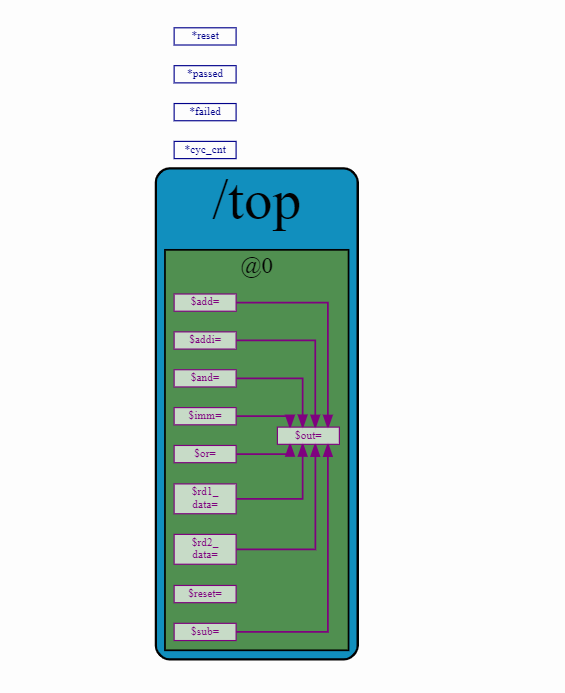 *reset
*passed
*failed
*cyc_cnt
/top
@0
$add=
$addi=
$and=
$imm=
$out=
$or=
$rd1_
data=
$rd2_
data=
$reset=
$sub=